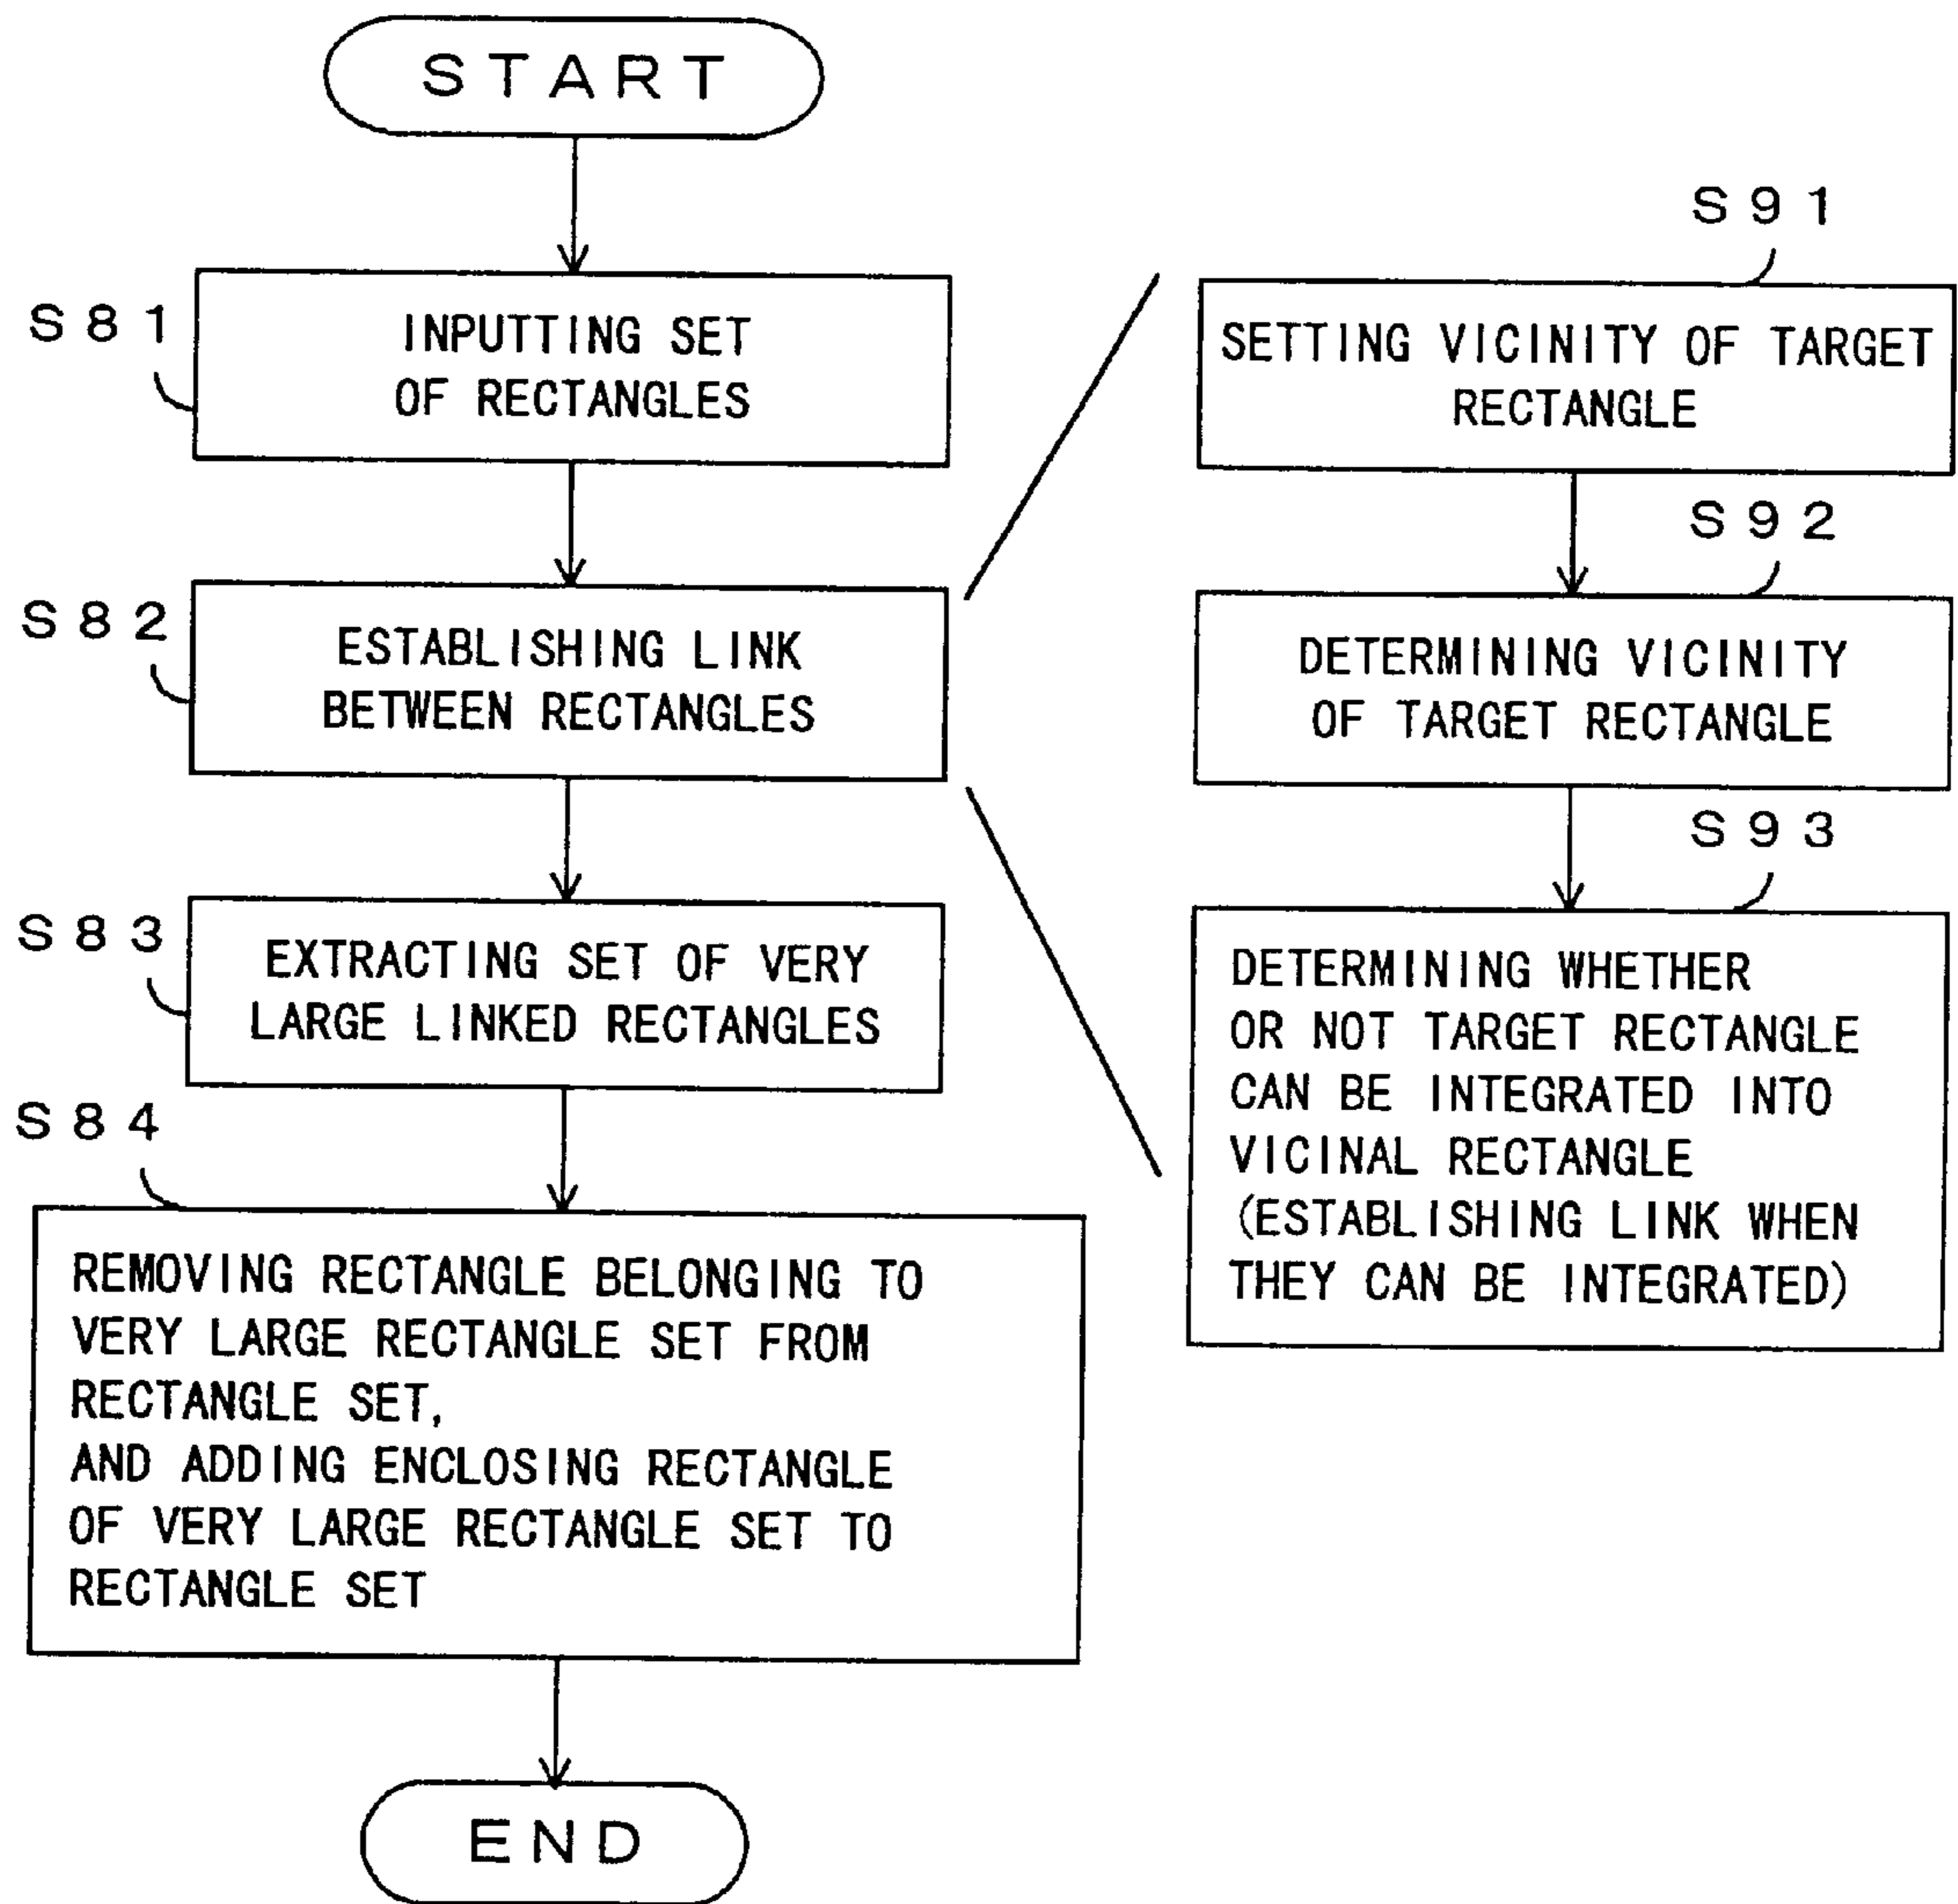 START
S81
INPUTTING SET
OF RECTANGLES
S82
ESTABLISHING LINK
BETWEEN RECTANGLES
S83
EXTRACTING SET OF VERY
LARGE LINKED RECTANGLES
S84
REMOVING RECTANGLE BELONGING TO
VERY LARGE RECTANGLE SET FROM
RECTANGLE SET,
AND ADDING ENCLOSING RECTANGLE
OF VERY LARGE RECTANGLE SET TO
RECTANGLE SET
END
S91
SETTING VICINITY OF TARGET
RECTANGLE
S92
DETERMINING VICINITY
OF TARGET RECTANGLE
S93
DETERMINING WHETHER
OR NOT TARGET RECTANGLE
CAN BE INTEGRATED INTO
VICINAL RECTANGLE
(ESTABLISHING LINK WHEN
THEY CAN BE INTEGRATED)